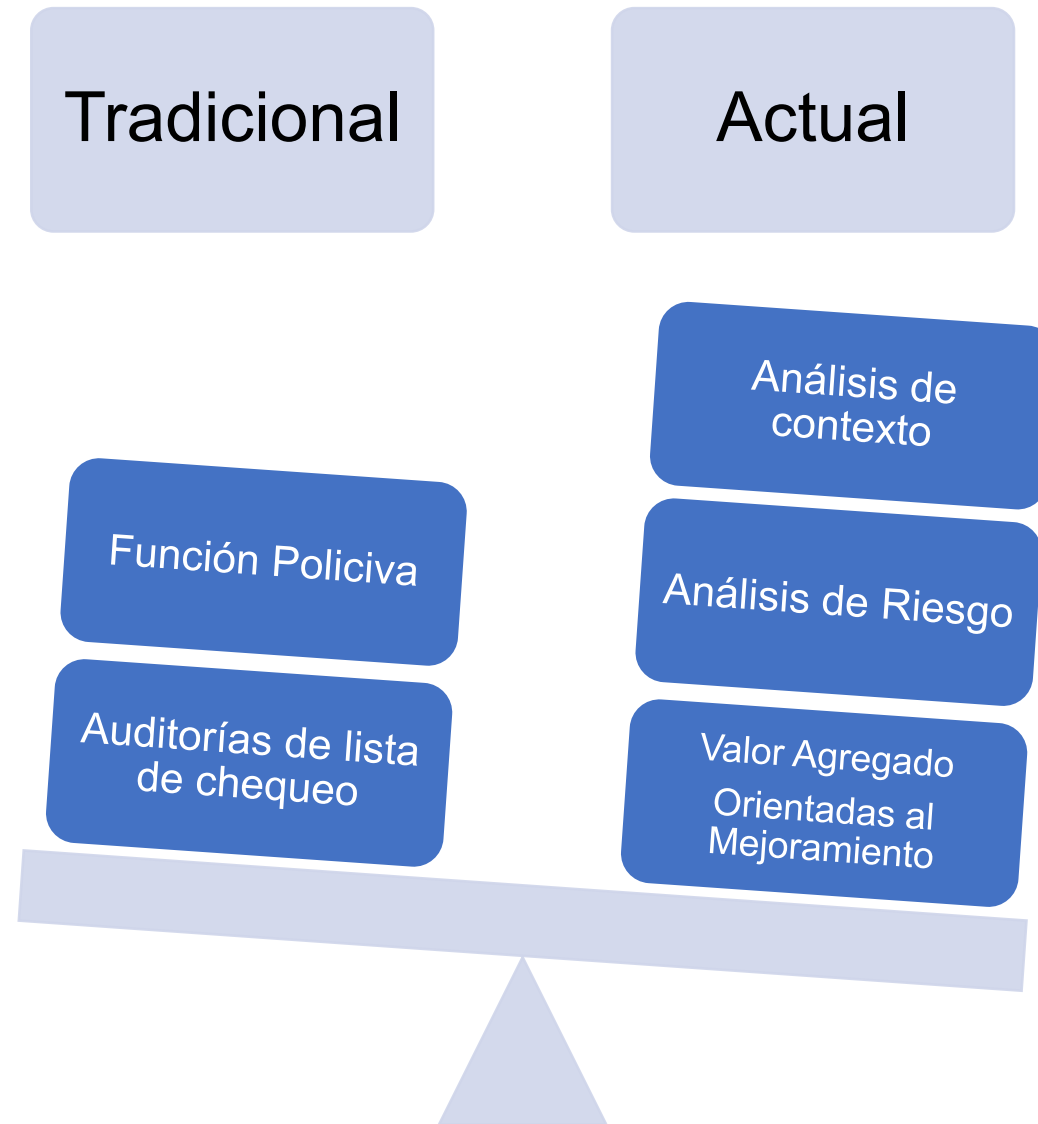 Tradicional
Actual
Función Policiva
Auditorías de lista
de chequeo
Análisis de
contexto
Análisis de Riesgo
Valor Agregado
Orientadas al
Mejoramiento